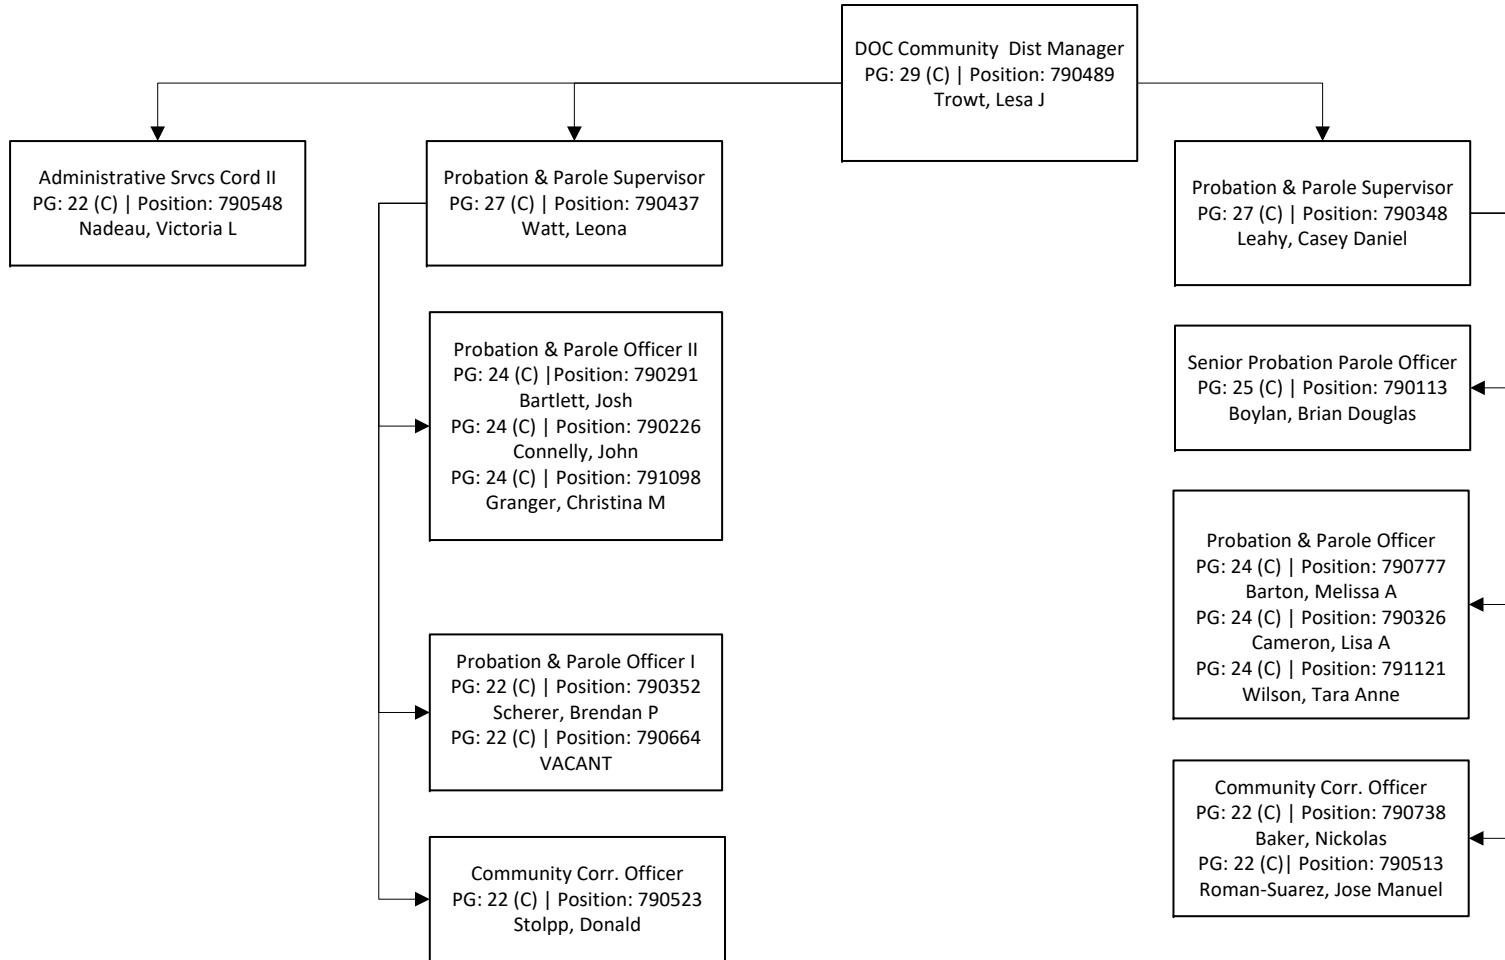 DOC Community  Dist Manager
PG: 29 (C) | Position: 790489
Trowt, Lesa J
Administrative Srvcs Cord II
PG: 22 (C) | Position: 790548
Nadeau, Victoria L
Probation & Parole Supervisor
PG: 27 (C) | Position: 790437
Watt, Leona
Probation & Parole Officer II
PG: 24 (C) |Position: 790291
Bartlett, Josh
PG: 24 (C) | Position: 790226
Connelly, John
PG: 24 (C) | Position: 791098
Granger, Christina M
Probation & Parole Officer I
PG: 22 (C) | Position: 790352
Scherer, Brendan P
PG: 22 (C) | Position: 790664
VACANT
Community Corr. Officer
PG: 22 (C) | Position: 790523
Stolpp, Donald
Probation & Parole Supervisor
PG: 27 (C) | Position: 790348
Leahy, Casey Daniel
Senior Probation Parole Officer
PG: 25 (C) | Position: 790113
Boylan, Brian Douglas
Probation & Parole Officer
PG: 24 (C) | Position: 790777
Barton, Melissa A
PG: 24 (C) | Position: 790326
Cameron, Lisa A
PG: 24 (C) | Position: 791121
Wilson, Tara Anne
Community Corr. Officer
PG: 22 (C) | Position: 790738
Baker, Nickolas
PG: 22 (C)| Position: 790513
Roman-Suarez, Jose Manuel